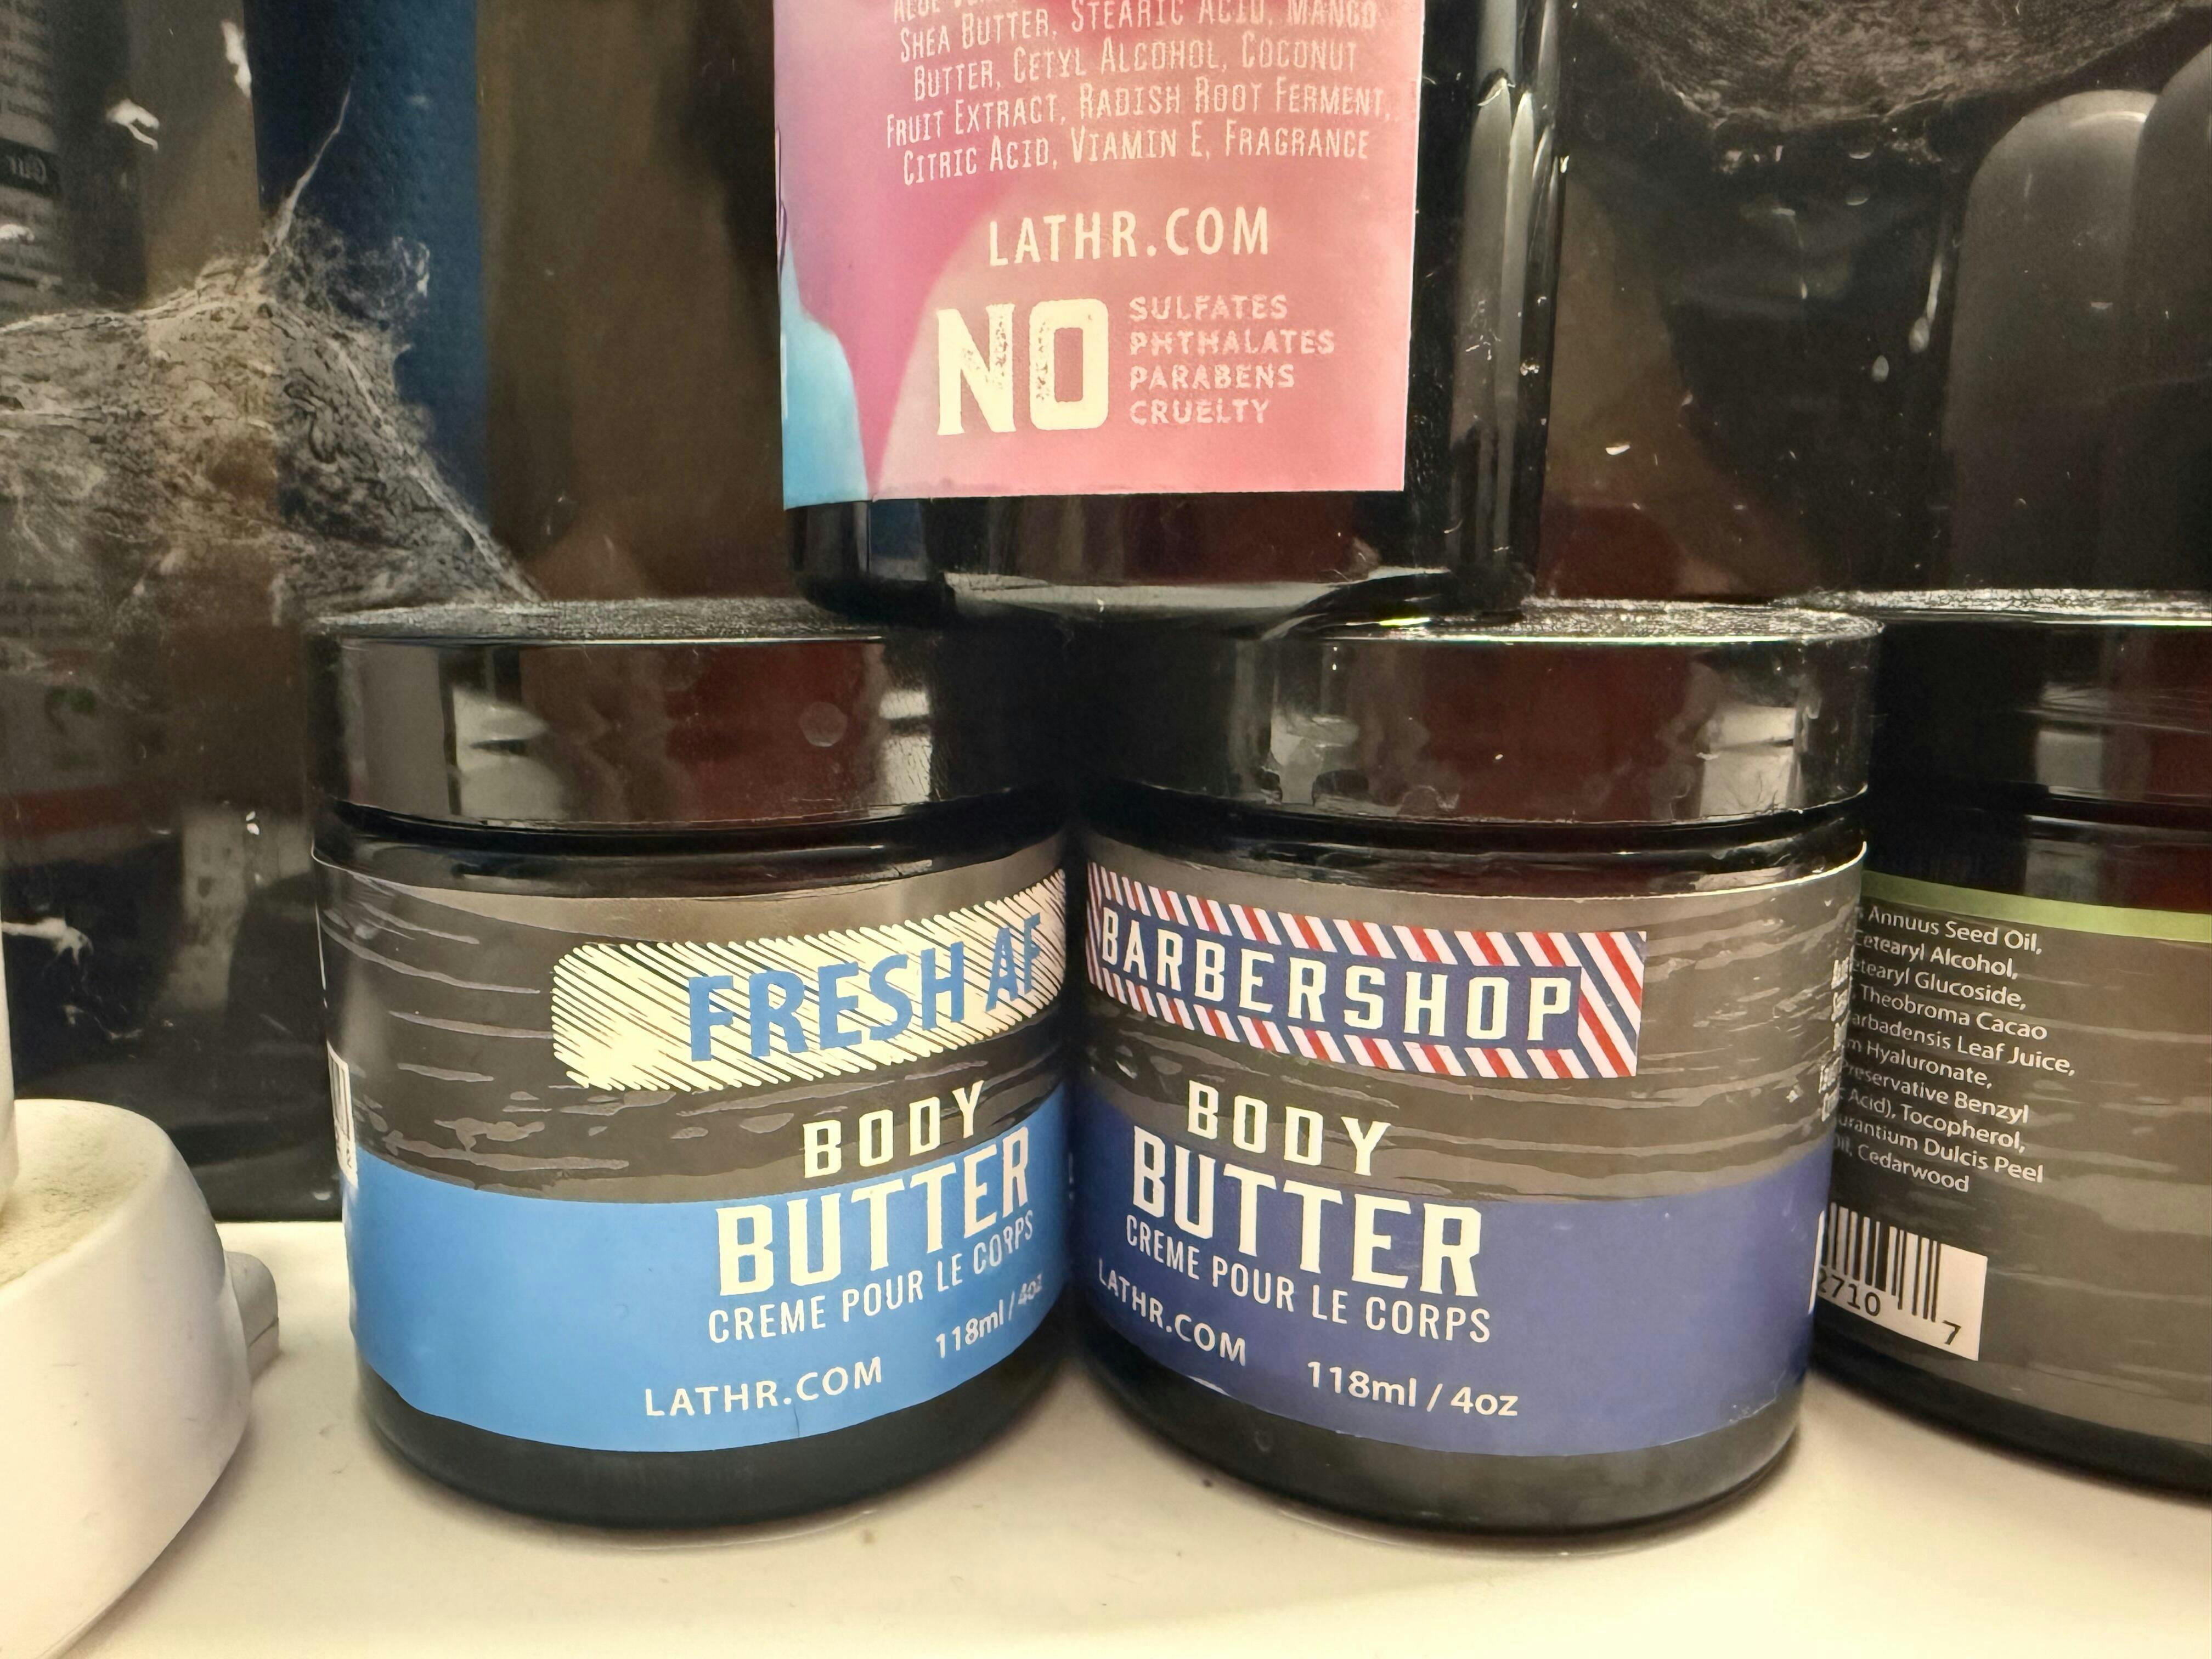 SHEA BUTTER, STEARIC ACID, MANGO
BUTTER, CETYL ALCOHOL, COCONUT
FRUIT EXTRACT, RADISH ROOT FERMENT,
CITRIC ACID, VIAMIN E, FRAGRANCE
LATHR.COM
NO
SULFATES
PHTHALATES
PARABENS
CRUELTY
FRESH AF
BODY
BUTTER
CREME POUR LE CORPS
118ml / 4oz
LATHR.COM
BARBERSHOP
BODY
BUTTER
CREME POUR LE CORPS
LATHR.COM
118ml / 4oz
Annuus Seed Oil,
Cetearyl Alcohol,
Glucoside,
Theobroma Cacao
Leaf Juice,
Hyaluronate,
Preservative Benzyl
Acid), Tocopherol,
Dulcis Peel
Oil, Cedarwood
2710
7